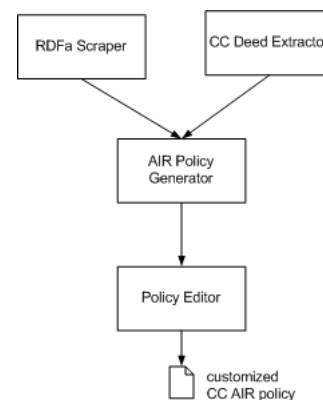 RDFa Scraper
CC Deed Extracto
AIR Policy
Generator
Policy Editor
customized
CC AIR policy